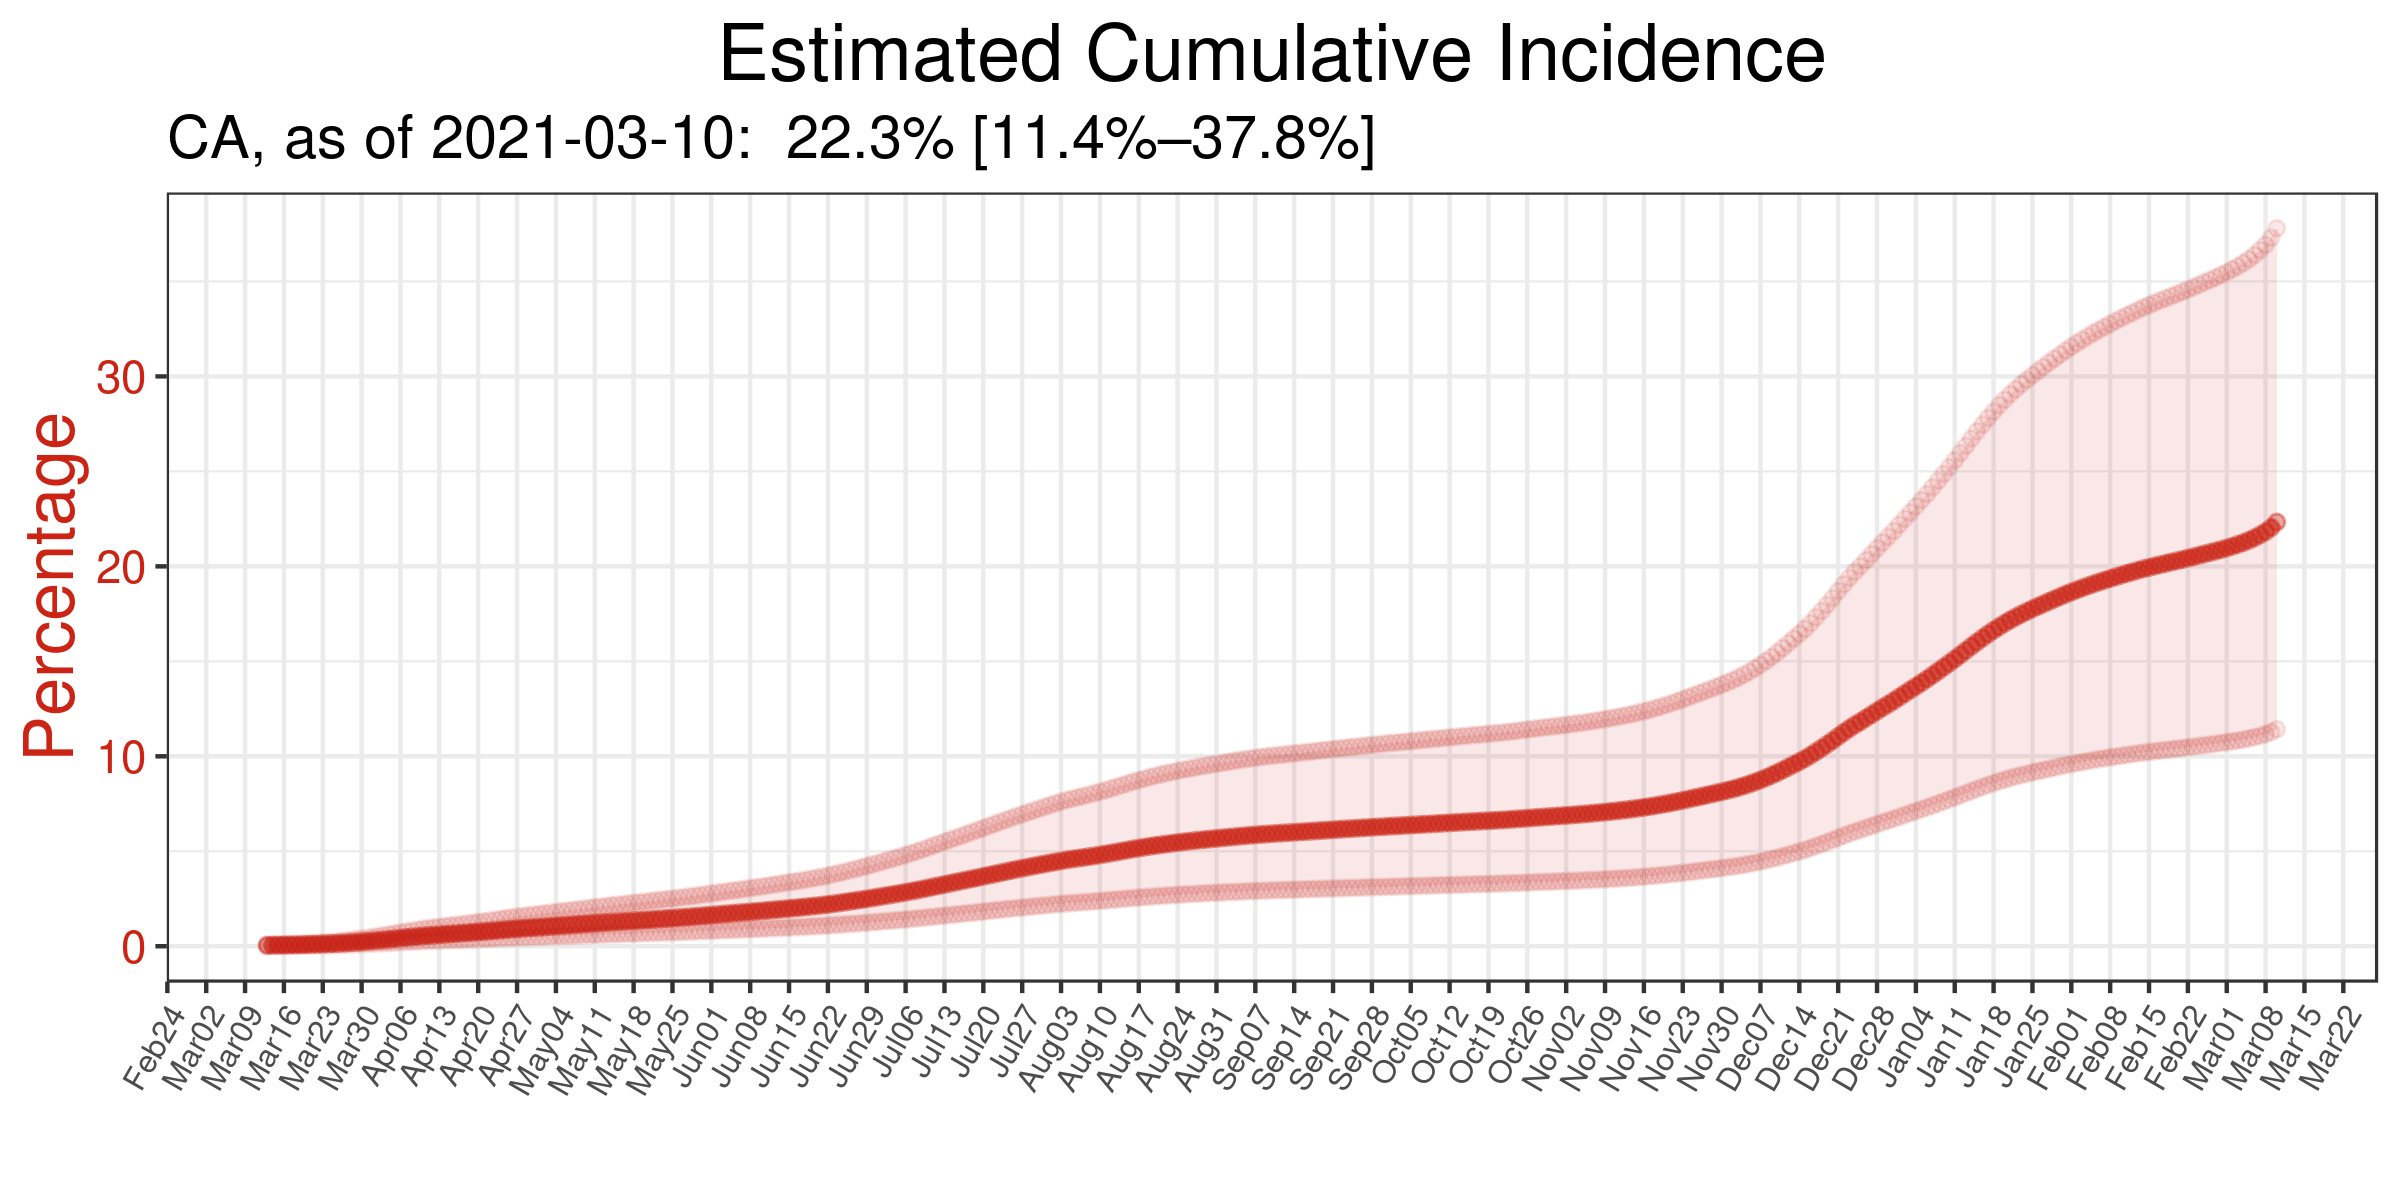 Estimated Cumulative Incidence
CA, as of 2021-03-10:  22.3% [11.4%–37.8%]
Percentage
30
20
10
0
Feb24
Mar02
Mar09
Mar16
Mar23
Mar30
Apr06
Apr13
Apr20
Apr27
May04
May11
May18
May25
Jun01
Jun08
Jun15
Jun22
Jun29
Jul06
Jul13
Jul20
Jul27
Aug03
Aug10
Aug17
Aug24
Aug31
Sep07
Sep14
Sep21
Sep28
Oct05
Oct12
Oct19
Oct26
Nov02
Nov09
Nov16
Nov23
Nov30
Dec07
Dec14
Dec21
Dec28
Jan04
Jan11
Jan18
Jan25
Feb01
Feb08
Feb15
Feb22
Mar01
Mar08
Mar15
Mar22